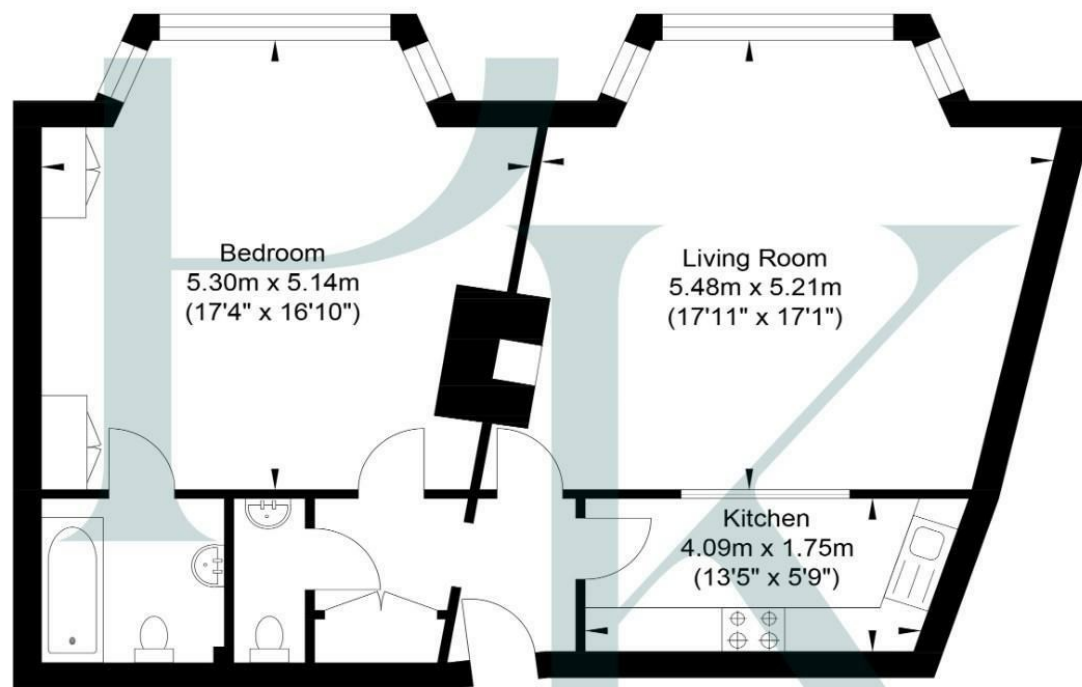 Bedroom
5.30m x 5.14m
(17'4" x 16'10")
Living Room
5.48m x 5.21m
(17'11" x 17'1")
Kitchen
4.09m x 1.75m
(13'5" x 5'9")